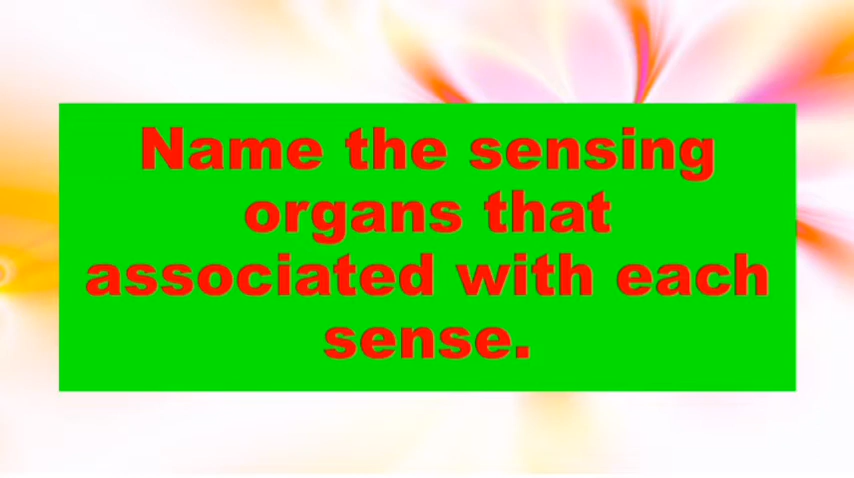 Name the sensing
organs that
associated with each
sense.